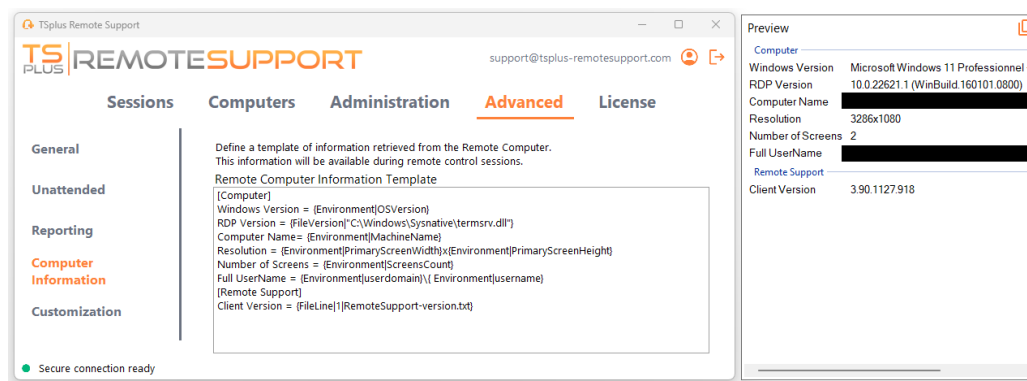 TSplus Remote Support
TS PLUS REMOTESUPPORT
support@tsplus-remotesupport.com
Sessions Computers Administration Advanced License
General
Unattended
Reporting
Computer
Information
Customization
Define a template of information retrieved from the Remote Computer.
This information will be available during remote control sessions.
Remote Computer Information Template
[Computer]
Windows Version = {Environment|OSVersion}
RDP Version = {FileVersion|"C:\Windows\Sysnative\termsrv.dll"}
Computer Name= {Environment|MachineName}
Resolution = {Environment|PrimaryScreenWidth}x{Environment|PrimaryScreenHeight}
Number of Screens = {Environment|ScreensCount}
Full UserName = {Environment|userdomain}\{ Environment|username}
[Remote Support]
Client Version = {FileLine|1|RemoteSupport-version.txt}
Secure connection ready
Preview
Computer
Windows Version Microsoft Windows 11 Professionnel
RDP Version 10.0.22621.1 (WinBuild.160101.0800)
Computer Name
Resolution 3286x1080
Number of Screens 2
Full UserName
Remote Support
Client Version 3.90.1127.918